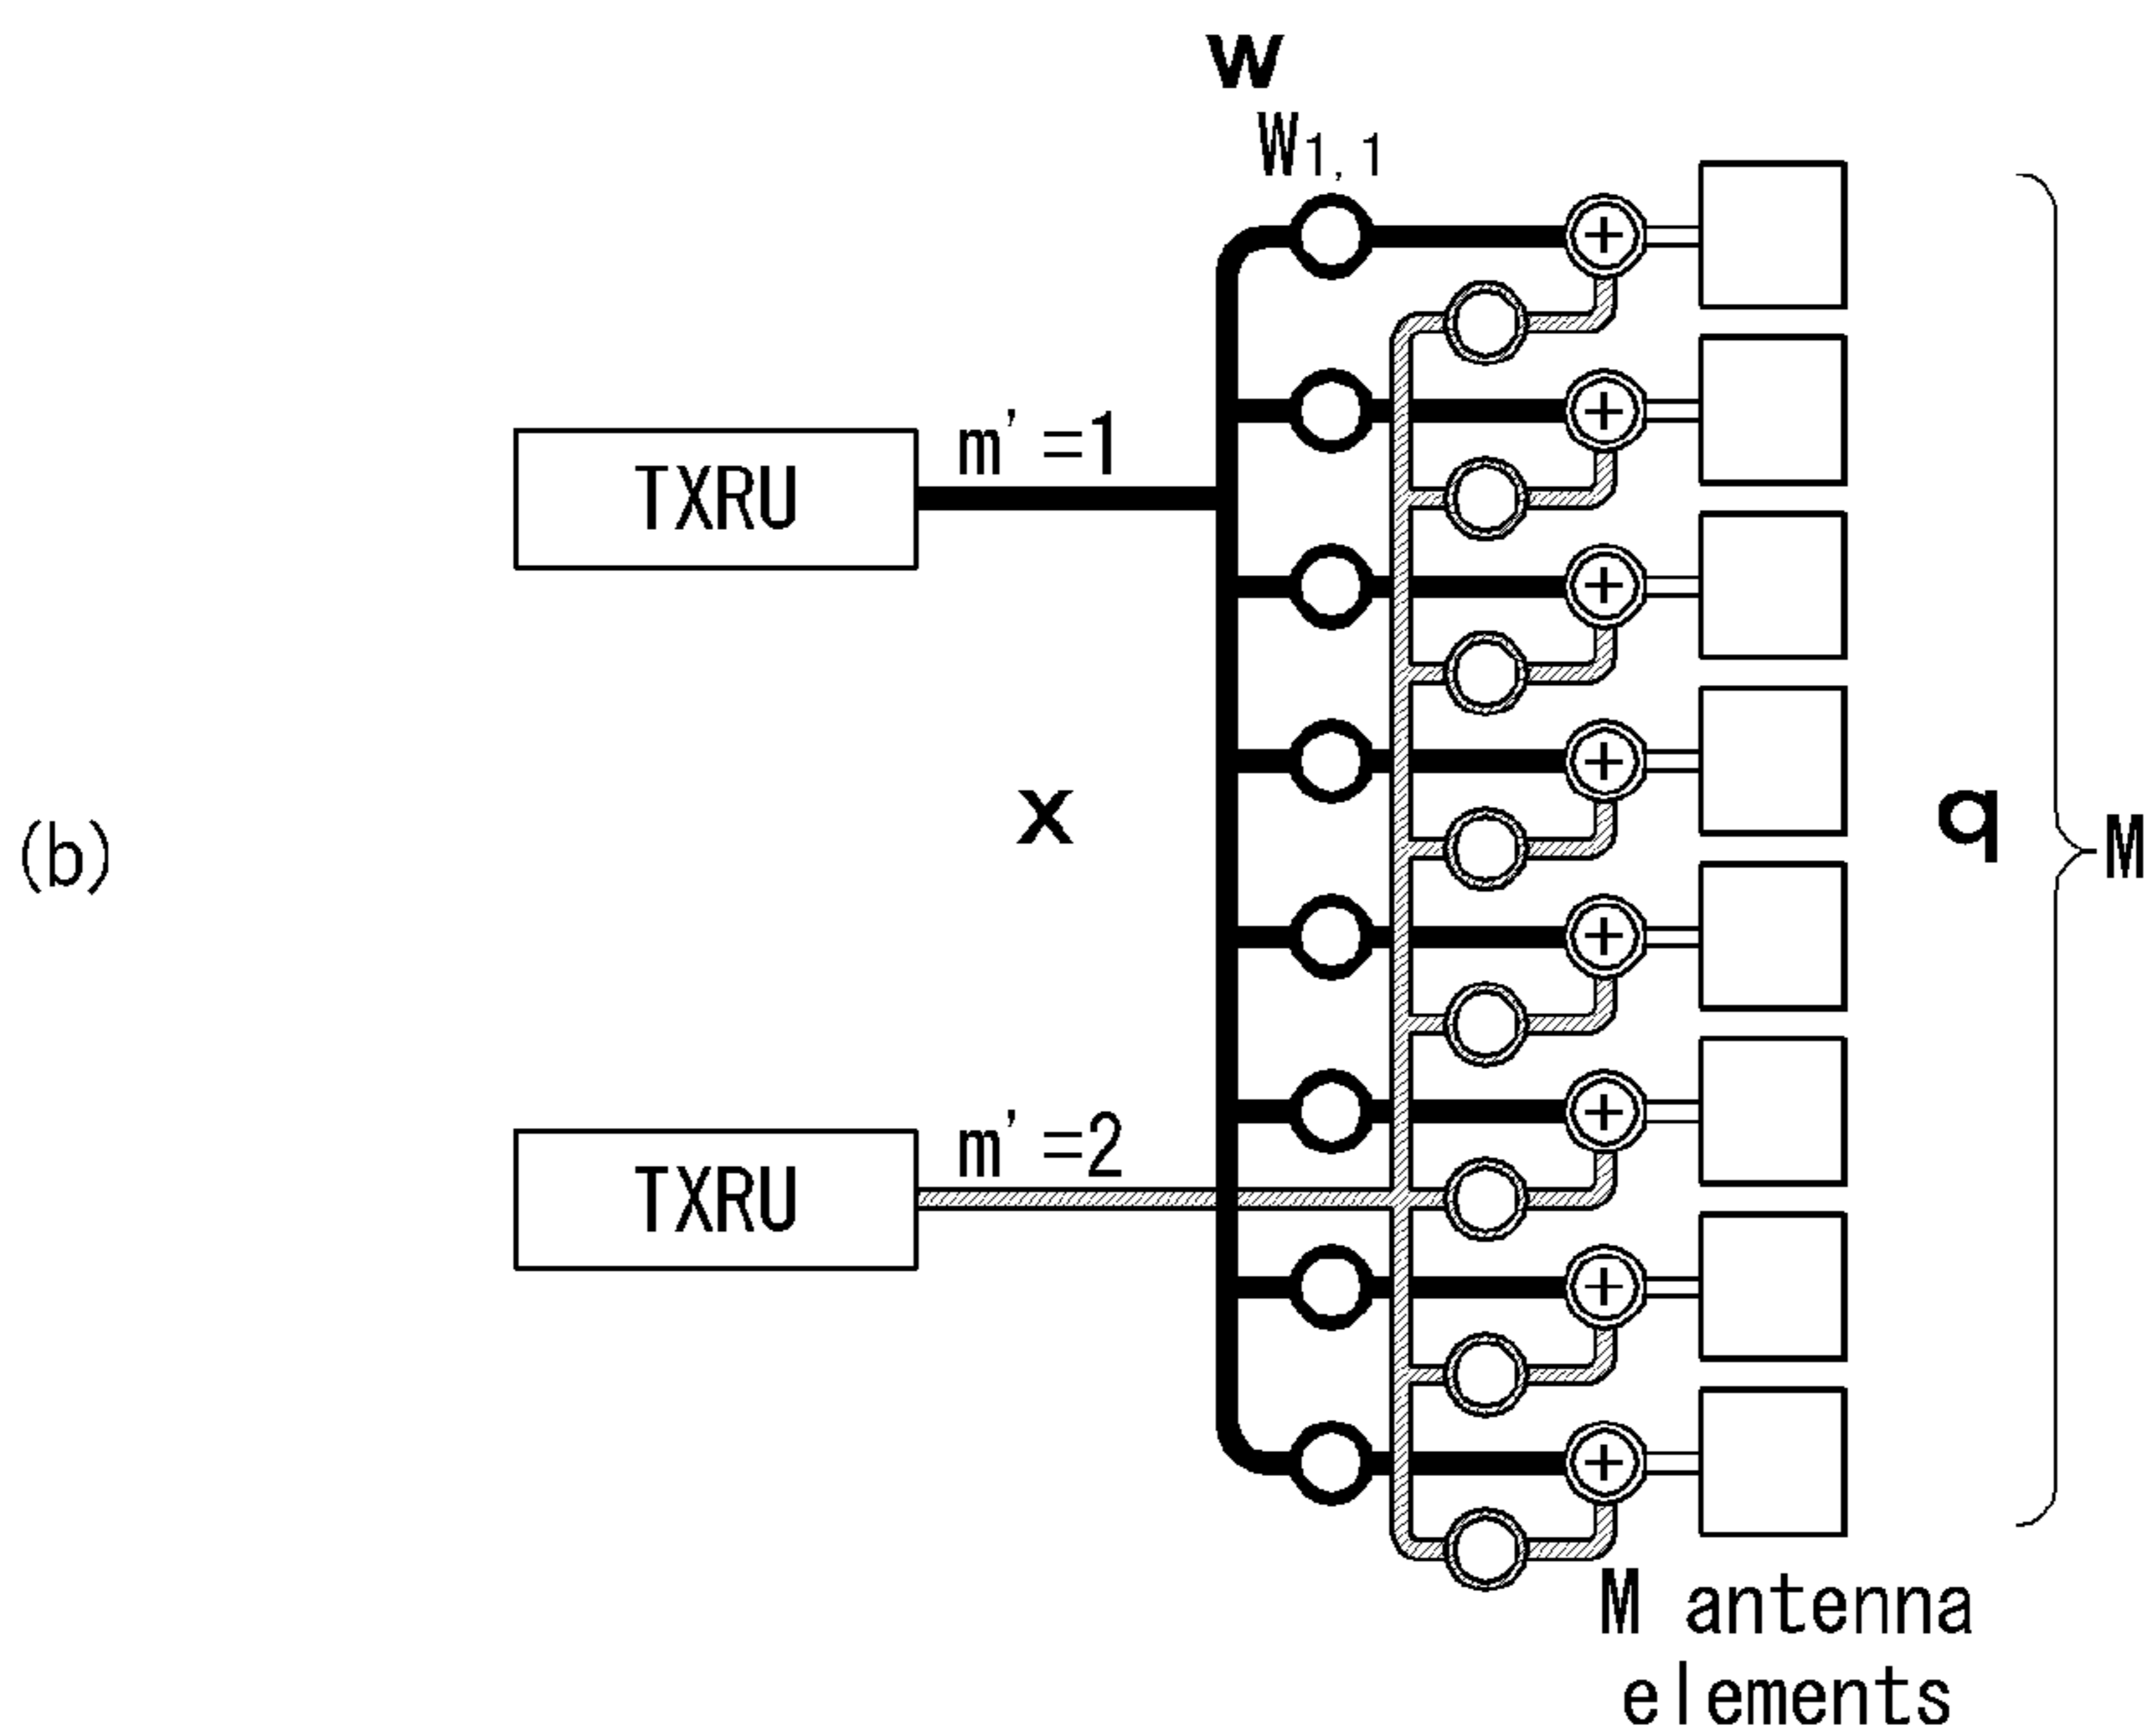 w
W1,1
m'=1
TXRU
+
+
+
+
x
q
M
(b)
+
+
m'=2
TXRU
+
+
M antenna
elements